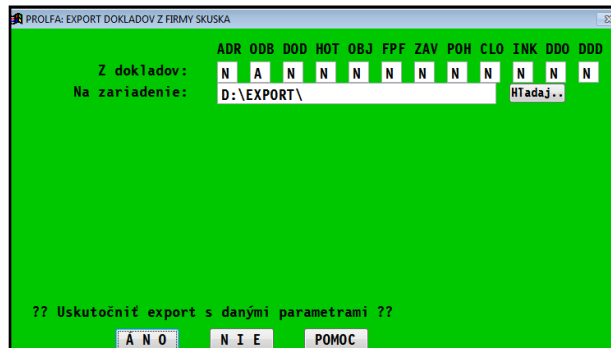 PROLFA: EXPORT DOKLADOV Z FIRMY SKUSKA
ADR ODB DOD HOT OBJ FPF ZAV POH CLO INK DDO DDD
Z dokladov: N A N N N N N N N N N N
Na zariadenie: D:\EXPORT\ Hľadaj..
?? Uskutočniť export s danými parametrami ??
Á N O N I E POMOC